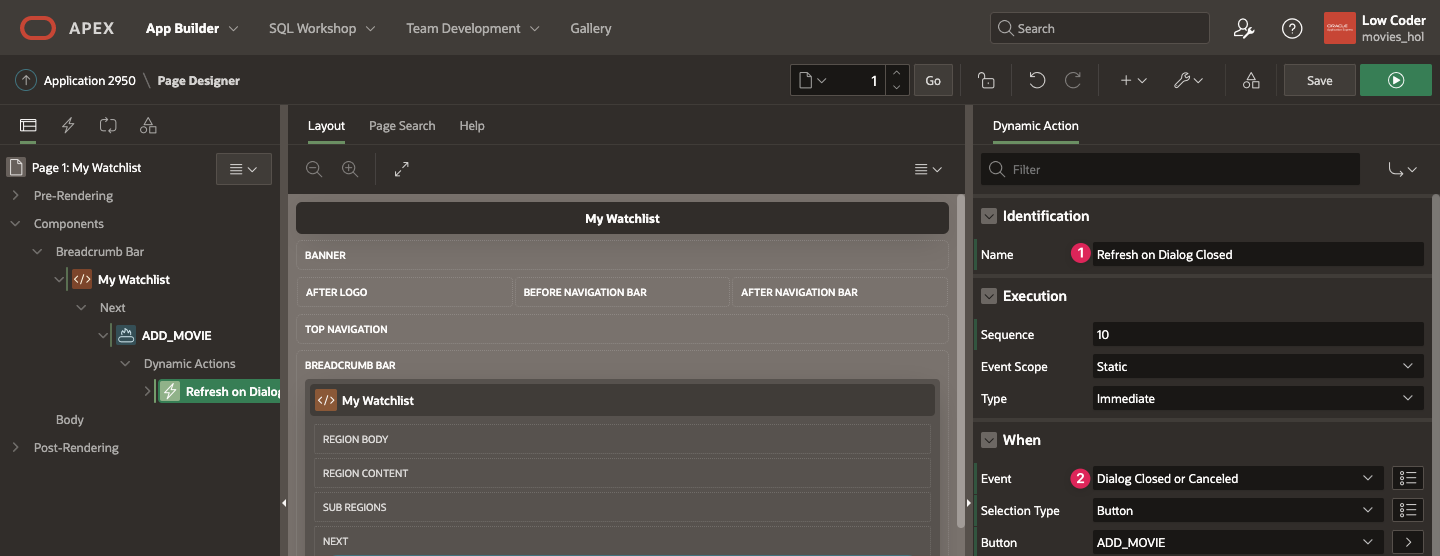 APEX App Builder SQL Workshop Team Development Gallery Search Low Coder
movies_hol
Application 2950 \ Page Designer 1 Go Save
Layout Page Search Help
Dynamic Action
Page 1: My Watchlist
Pre-Rendering
Components
Breadcrumb Bar
My Watchlist
Next
ADD_MOVIE
Dynamic Actions
Refresh on Dialog
Body
Post-Rendering
My Watchlist
BANNER
AFTER LOGO BEFORE NAVIGATION BAR AFTER NAVIGATION BAR
TOP NAVIGATION
BREADCRUMB BAR
My Watchlist
REGION BODY
REGION CONTENT
SUB REGIONS
NEXT
Filter
Identification
Name 1 Refresh on Dialog Closed
Execution
Sequence 10
Event Scope Static
Type Immediate
When
Event 2 Dialog Closed or Canceled
Selection Type Button
Button ADD_MOVIE